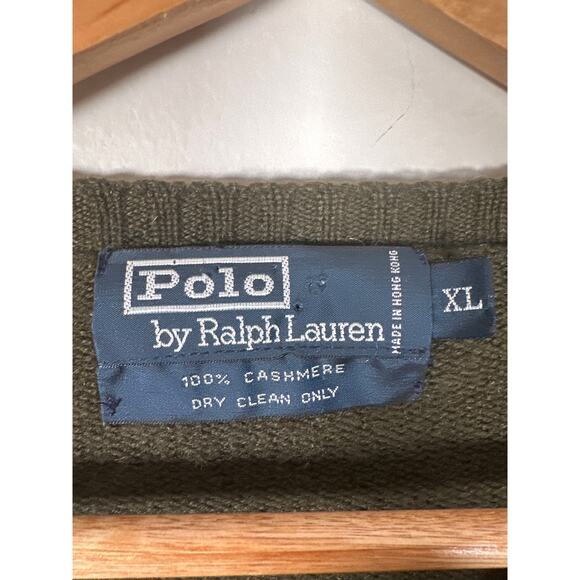 Polo
by Ralph Lauren
MADE IN HONG KONG
XL
100% CASHMERE
DRY CLEAN ONLY